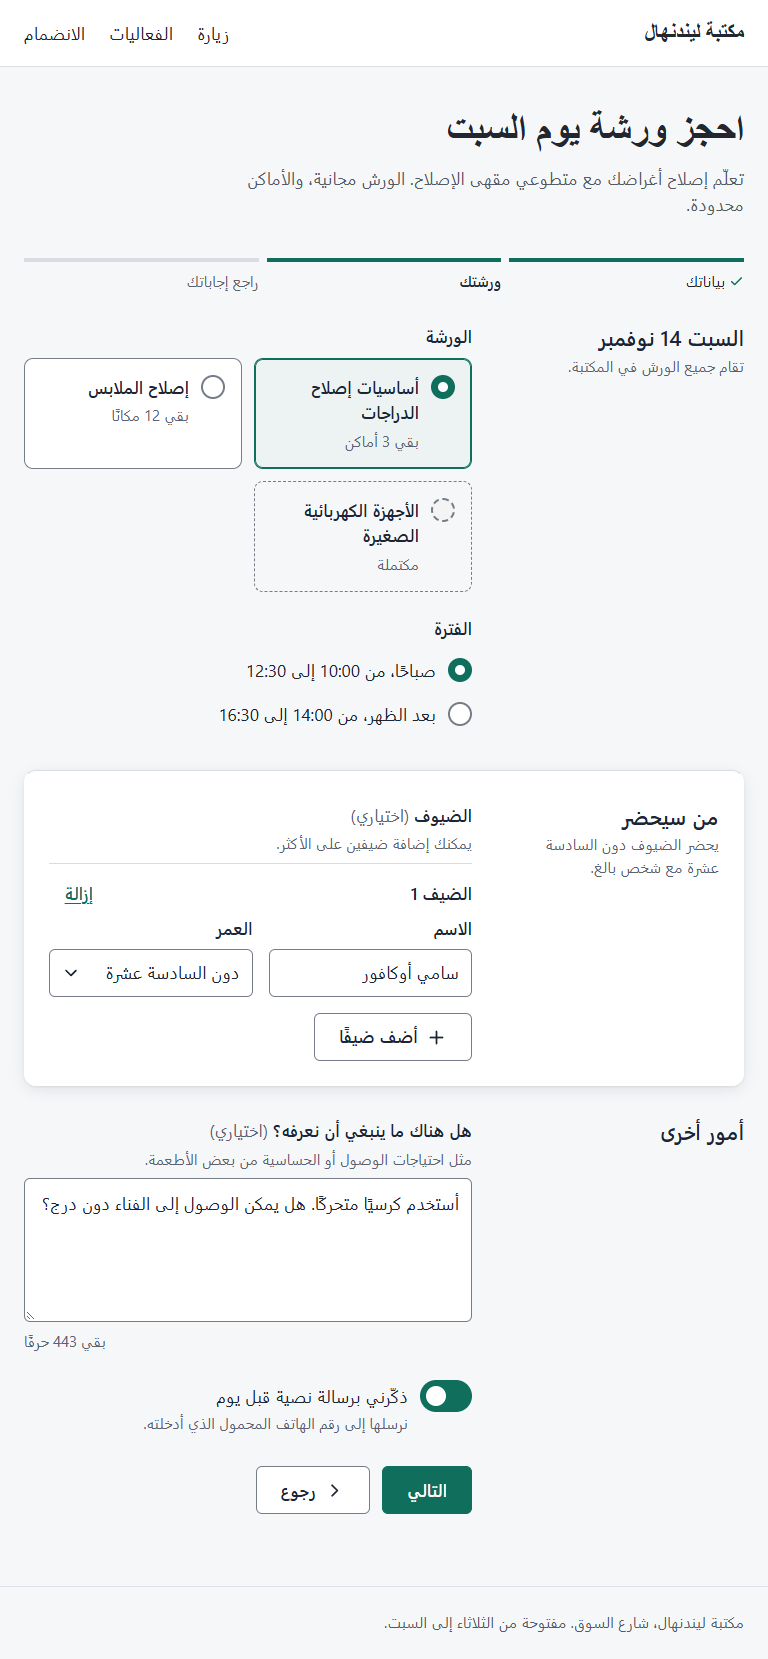 مكتبة ليندنهال
زيارة
الفعاليات
الانضمام
احجز ورشة يوم السبت
تعلّم إصلاح أغراضك مع متطوعي مقهى الإصلاح. الورش مجانية، والأماكن
محدودة.
بياناتك
ورشتك
راجع إجاباتك
السبت 14 نوفمبر
تقام جميع الورش في المكتبة.
الورشة
أساسيات إصلاح
الدراجات
بقي 3 أماكن
إصلاح الملابس
بقي 12 مكانًا
الأجهزة الكهربائية
الصغيرة
مكتملة
الفترة
صباحًا، من 10:00 إلى 12:30
بعد الظهر، من 14:00 إلى 16:30
من سيحضر
يحضر الضيوف دون السادسة
عشرة مع شخص بالغ.
الضيوف (اختياري)
يمكنك إضافة ضيفين على الأكثر.
الضيف 1
إزالة
الاسم
العمر
سامي أوكافور
دون السادسة عشرة
أضف ضيفًا
أمور أخرى
هل هناك ما ينبغي أن نعرفه؟ (اختياري)
مثل احتياجات الوصول أو الحساسية من بعض الأطعمة.
أستخدم كرسيًا متحركًا. هل يمكن الوصول إلى الفناء دون درج؟
بقي 443 حرفًا
ذكّرني برسالة نصية قبل يوم
نرسلها إلى رقم الهاتف المحمول الذي أدخلته.
التالي
رجوع
مكتبة ليندنهال، شارع السوق. مفتوحة من الثلاثاء إلى السبت.